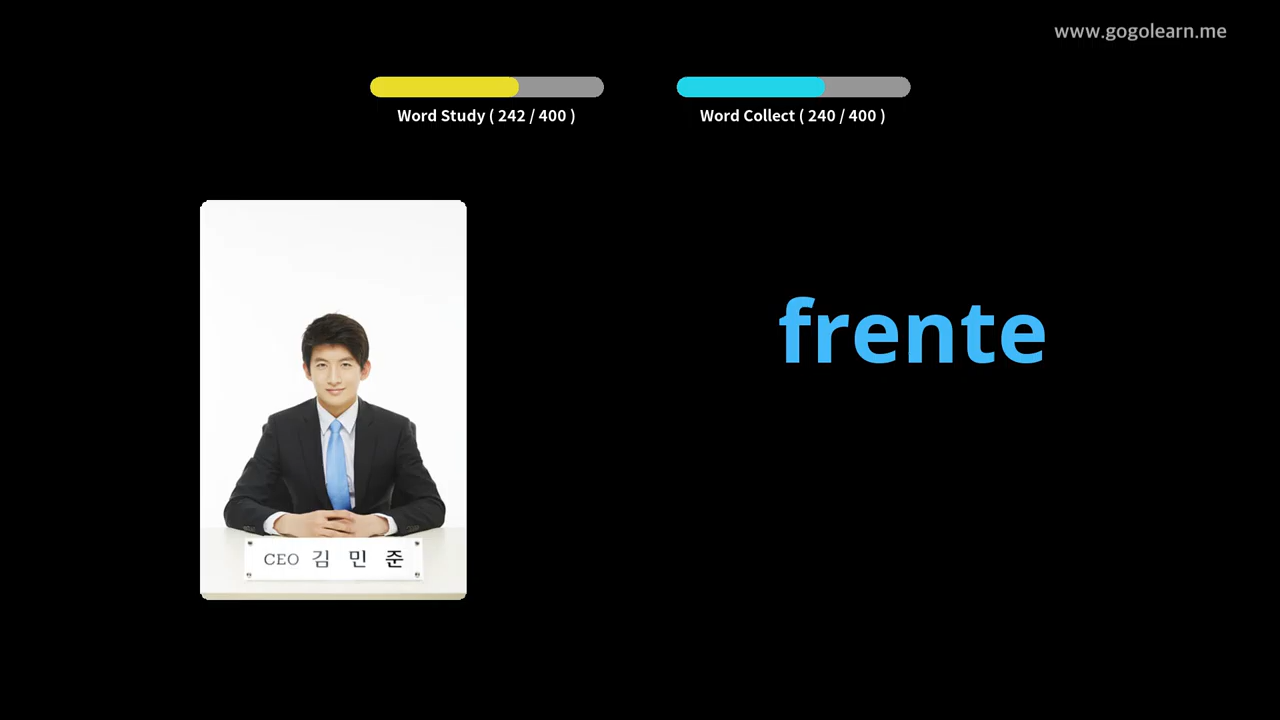 www.gogolearn.me
Word Study ( 242 / 400 )
Word Collect ( 240 / 400 )
frente
CEO 김 민 준